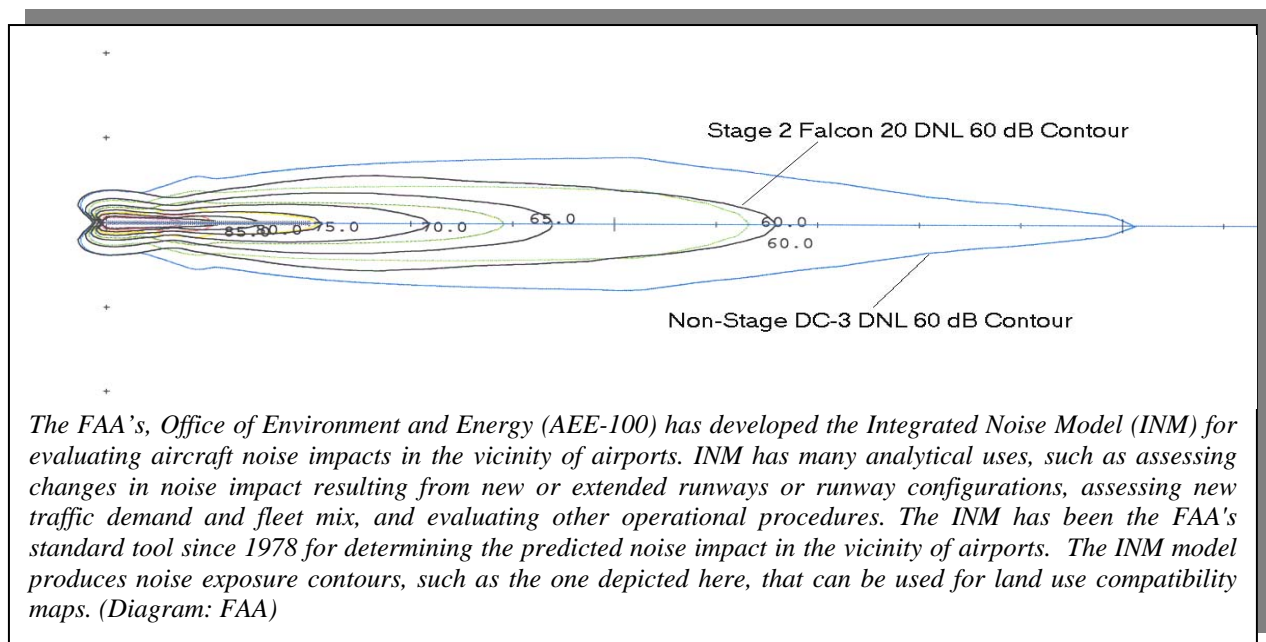 Stage 2 Falcon 20 DNL 60 dB Contour
85.0 80.0 75.0 70.0 65.0 60.0
60.0
Non-Stage DC-3 DNL 60 dB Contour
The FAA's, Office of Environment and Energy (AEE-100) has developed the Integrated Noise Model (INM) for
evaluating aircraft noise impacts in the vicinity of airports. INM has many analytical uses, such as assessing
changes in noise impact resulting from new or extended runways or runway configurations, assessing new
traffic demand and fleet mix, and evaluating other operational procedures. The INM has been the FAA's
standard tool since 1978 for determining the predicted noise impact in the vicinity of airports. The INM model
produces noise exposure contours, such as the one depicted here, that can be used for land use compatibility
maps. (Diagram: FAA)